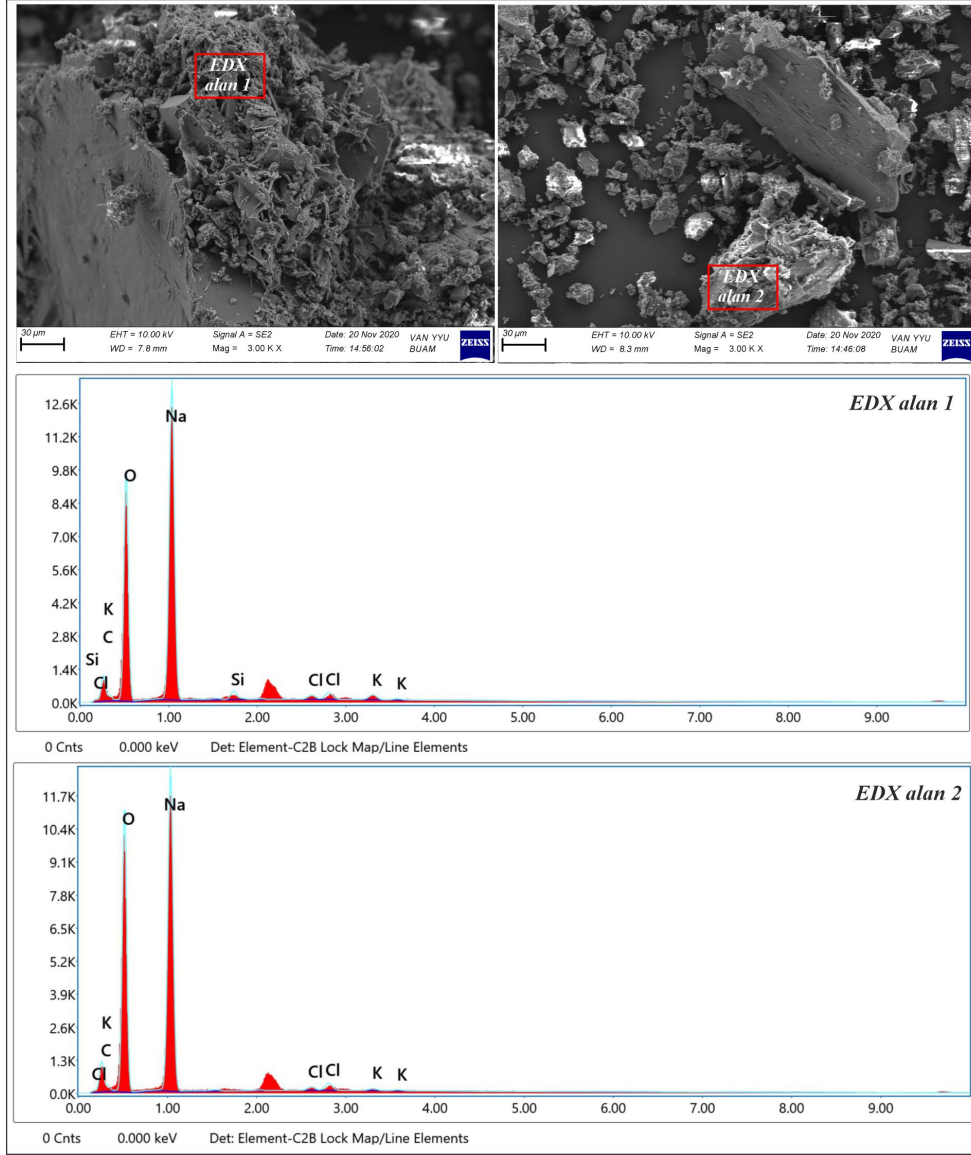 EDX
alan 1
EDX
alan 2
30 µm
EHT = 10.00 kV
Signal A = SE2
Date: 20 Nov 2020
VAN YYU
WD = 7.8 mm
Mag = 3.00 K X
Time: 14:56:02
BUAM
ZEISS
30 µm
EHT = 10.00 kV
Signal A = SE2
Date: 20 Nov 2020
VAN YYU
WD = 8.3 mm
Mag = 3.00 K X
Time: 14:46:08
BUAM
ZEISS
EDX alan 1
12.6K
11.2K
9.8K
8.4K
7.0K
5.6K
4.2K
2.8K
1.4K
0.0K
Na
O
K
C
Si
Cl
Si
Cl Cl
K K
0.00 1.00 2.00 3.00 4.00 5.00 6.00 7.00 8.00 9.00
0 Cnts 0.000 keV Det: Element-C2B Lock Map/Line Elements
EDX alan 2
11.7K
10.4K
9.1K
7.8K
6.5K
5.2K
3.9K
2.6K
1.3K
0.0K
Na
O
K
C
Cl
Cl Cl
K K
0.00 1.00 2.00 3.00 4.00 5.00 6.00 7.00 8.00 9.00
0 Cnts 0.000 keV Det: Element-C2B Lock Map/Line Elements